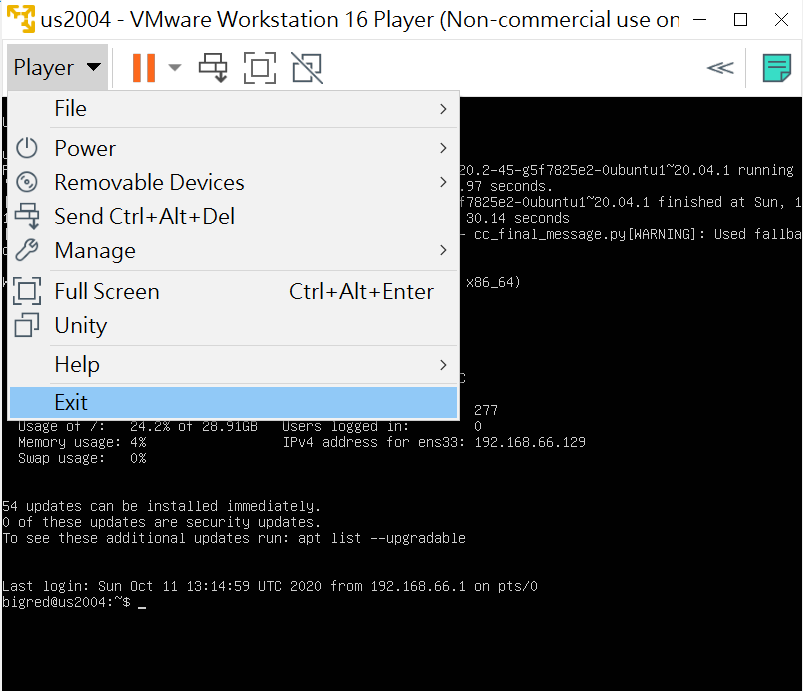 us2004 - VMware Workstation 16 Player (Non-commercial use on
Player
File
Power
Removable Devices
Send Ctrl+Alt+Del
Manage
Full Screen Ctrl+Alt+Enter
Unity
Help
Exit
20.2-45-g5f7825e2-0ubuntu1~20.04.1 running
.97 seconds.
f7825e2-0ubuntu1~20.04.1 finished at Sun, 1
30.14 seconds
- cc_final_message.py[WARNING]: Used fallba
x86_64)
C
277
Usage of /: 24.2% of 28.91GB Users logged in: 0
Memory usage: 4% IPv4 address for ens33: 192.168.66.129
Swap usage: 0%
54 updates can be installed immediately.
0 of these updates are security updates.
To see these additional updates run: apt list --upgradable
Last login: Sun Oct 11 13:14:59 UTC 2020 from 192.168.66.1 on pts/0
bigred@us2004:~$ _